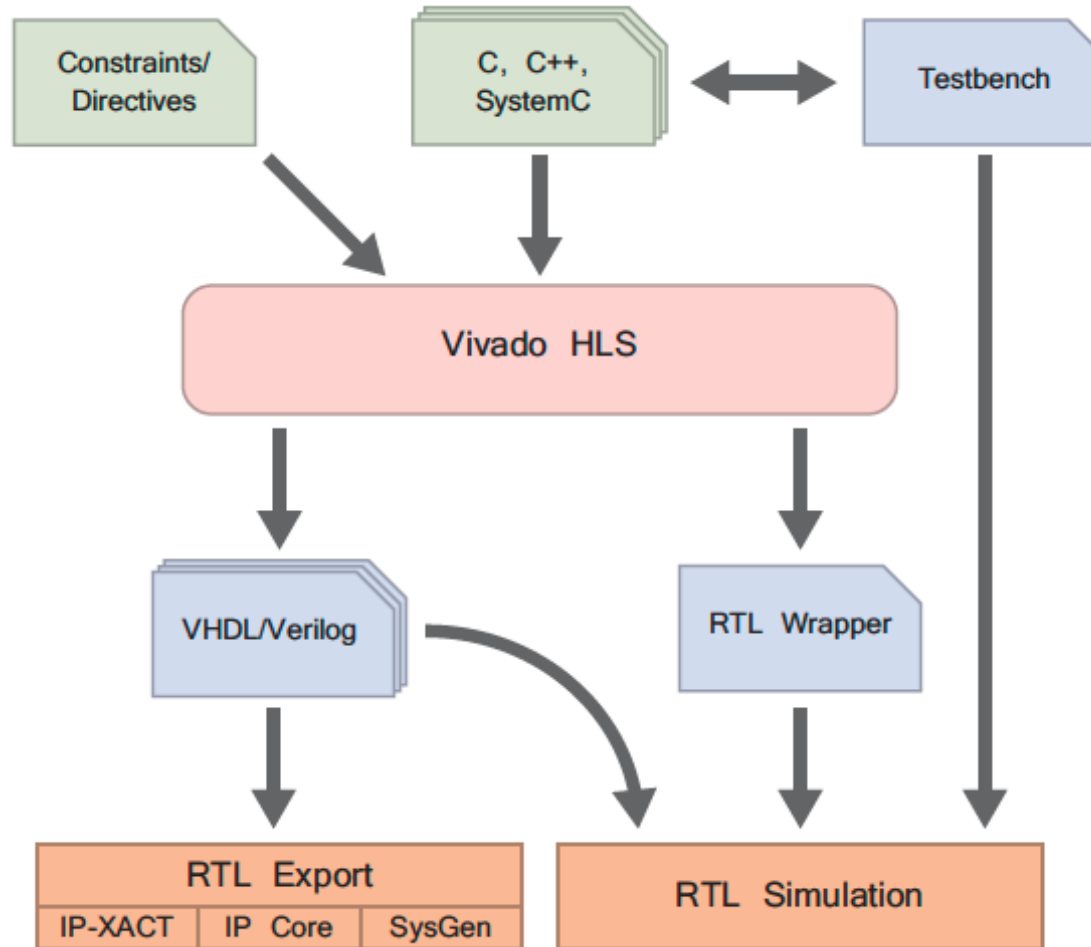 Constraints/
Directives
C, C++,
SystemC
Testbench
Vivado HLS
VHDL/Verilog
RTL Wrapper
RTL Export
IP-XACT IP Core SysGen
RTL Simulation